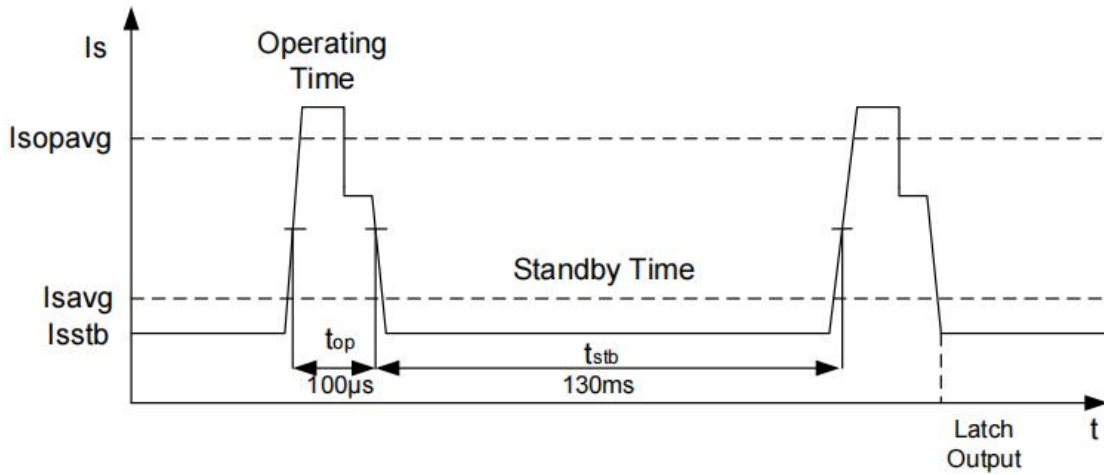 Is
Operating
Time
Isopavg
Standby Time
Isavg
Isstb
top
tstb
100µs
130ms
t
Latch
Output